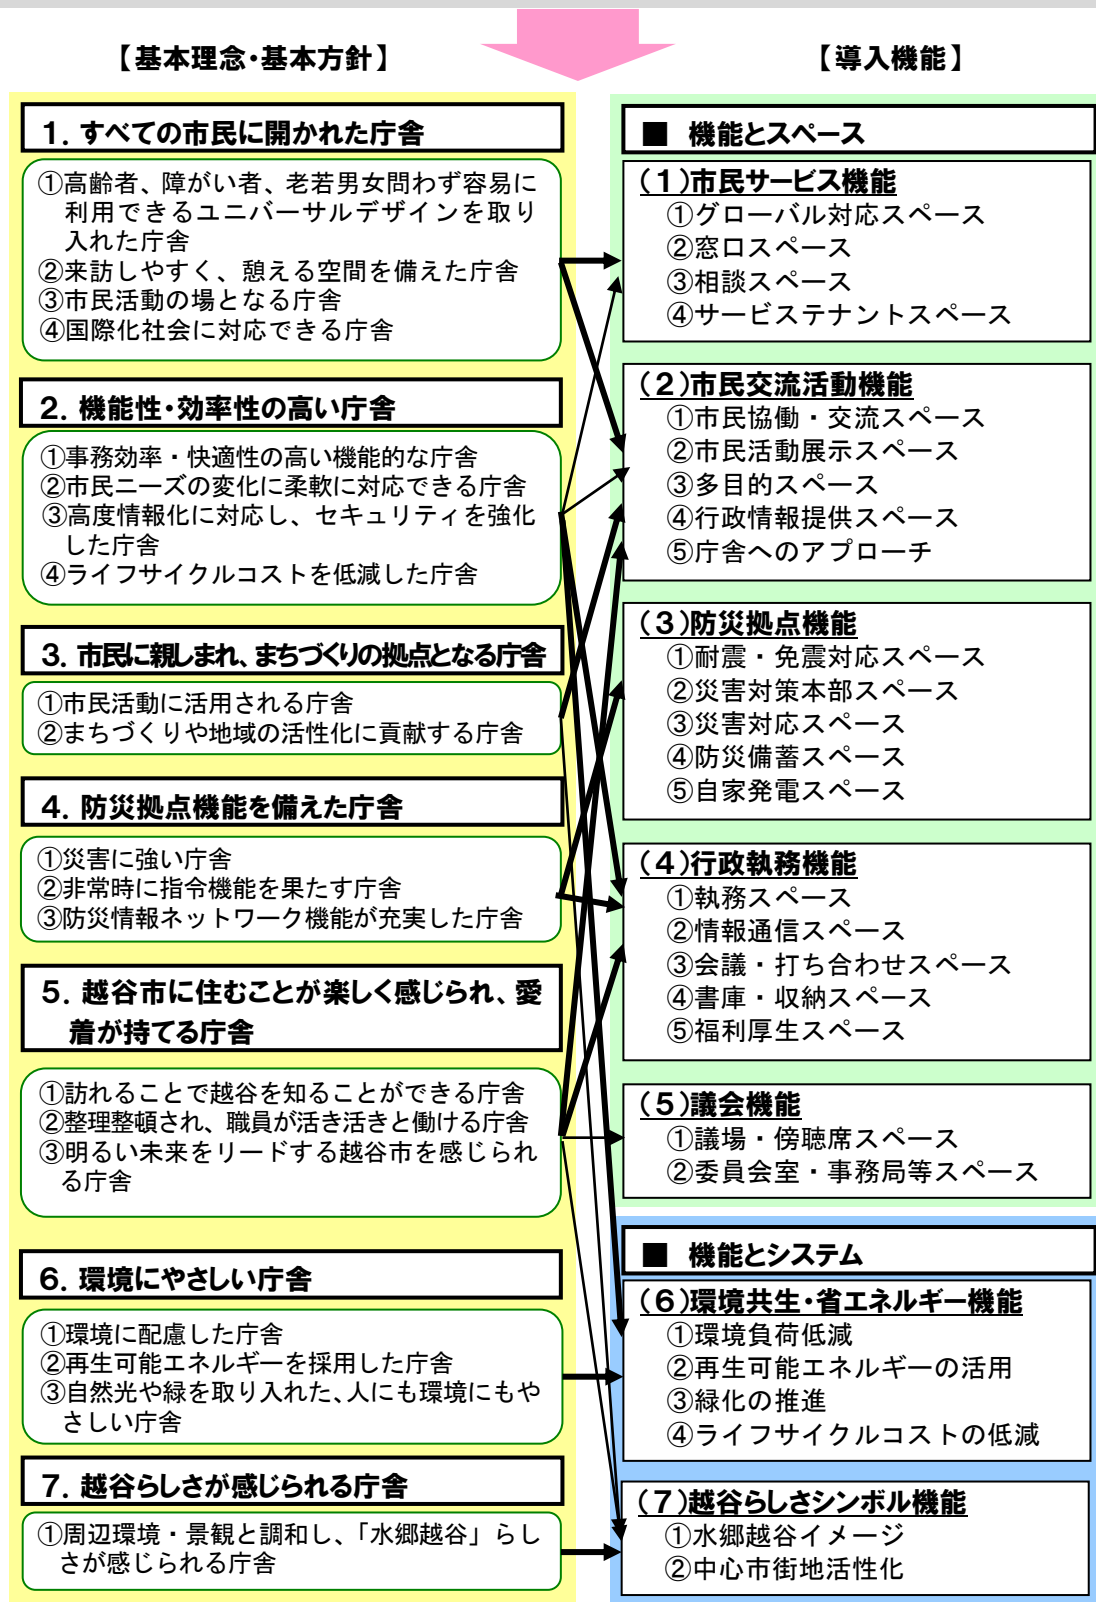 【基本理念・基本方針】
1．すべての市民に開かれた庁舎
①高齢者、障がい者、老若男女問わず容易に
利用できるユニバーサルデザインを取り
入れた庁舎
②来訪しやすく、憩える空間を備えた庁舎
③市民活動の場となる庁舎
④国際化社会に対応できる庁舎
2．機能性・効率性の高い庁舎
①事務効率・快適性の高い機能的な庁舎
②市民ニーズの変化に柔軟に対応できる庁舎
③高度情報化に対応し、セキュリティを強化
した庁舎
④ライフサイクルコストを低減した庁舎
3．市民に親しまれ、まちづくりの拠点となる庁舎
①市民活動に活用される庁舎
②まちづくりや地域の活性化に貢献する庁舎
4．防災拠点機能を備えた庁舎
①災害に強い庁舎
②非常時に指令機能を果たす庁舎
③防災情報ネットワーク機能が充実した庁舎
5．越谷市に住むことが楽しく感じられ、愛
着が持てる庁舎
①訪れることで越谷を知ることができる庁舎
②整理整頓され、職員が活き活きと働ける庁舎
③明るい未来をリードする越谷市を感じられ
る庁舎
6．環境にやさしい庁舎
①環境に配慮した庁舎
②再生可能エネルギーを採用した庁舎
③自然光や緑を取り入れた、人にも環境にもや
さしい庁舎
7．越谷らしさが感じられる庁舎
①周辺環境・景観と調和し、「水郷越谷」らし
さが感じられる庁舎
【導入機能】
■ 機能とスペース
（1）市民サービス機能
①グローバル対応スペース
②窓口スペース
③相談スペース
④サービステナントスペース
（2）市民交流活動機能
①市民協働・交流スペース
②市民活動展示スペース
③多目的スペース
④行政情報提供スペース
⑤庁舎へのアプローチ
（3）防災拠点機能
①耐震・免震対応スペース
②災害対策本部スペース
③災害対応スペース
④防災備蓄スペース
⑤自家発電スペース
（4）行政執務機能
①執務スペース
②情報通信スペース
③会議・打ち合わせスペース
④書庫・収納スペース
⑤福利厚生スペース
（5）議会機能
①議場・傍聴席スペース
②委員会室・事務局等スペース
■ 機能とシステム
（6）環境共生・省エネルギー機能
①環境負荷低減
②再生可能エネルギーの活用
③緑化の推進
④ライフサイクルコストの低減
（7）越谷らしさシンボル機能
①水郷越谷イメージ
②中心市街地活性化